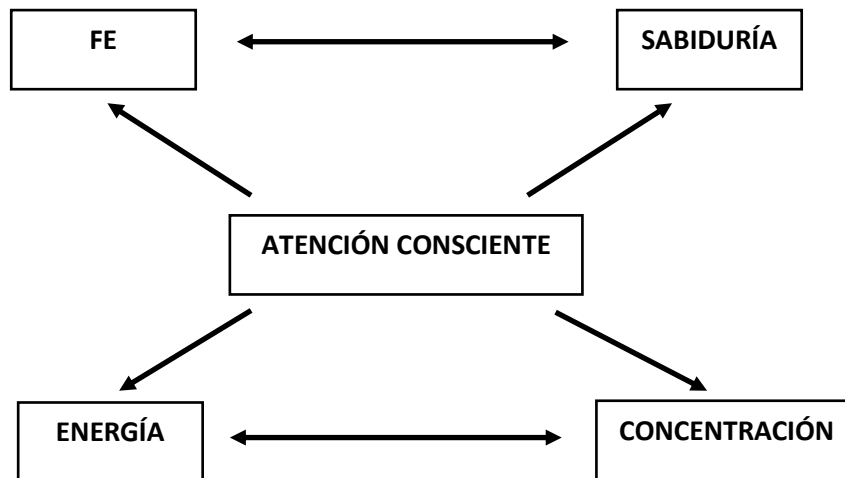 FE
SABIDURÍA
ATENCIÓN CONSCIENTE
ENERGÍA
CONCENTRACIÓN